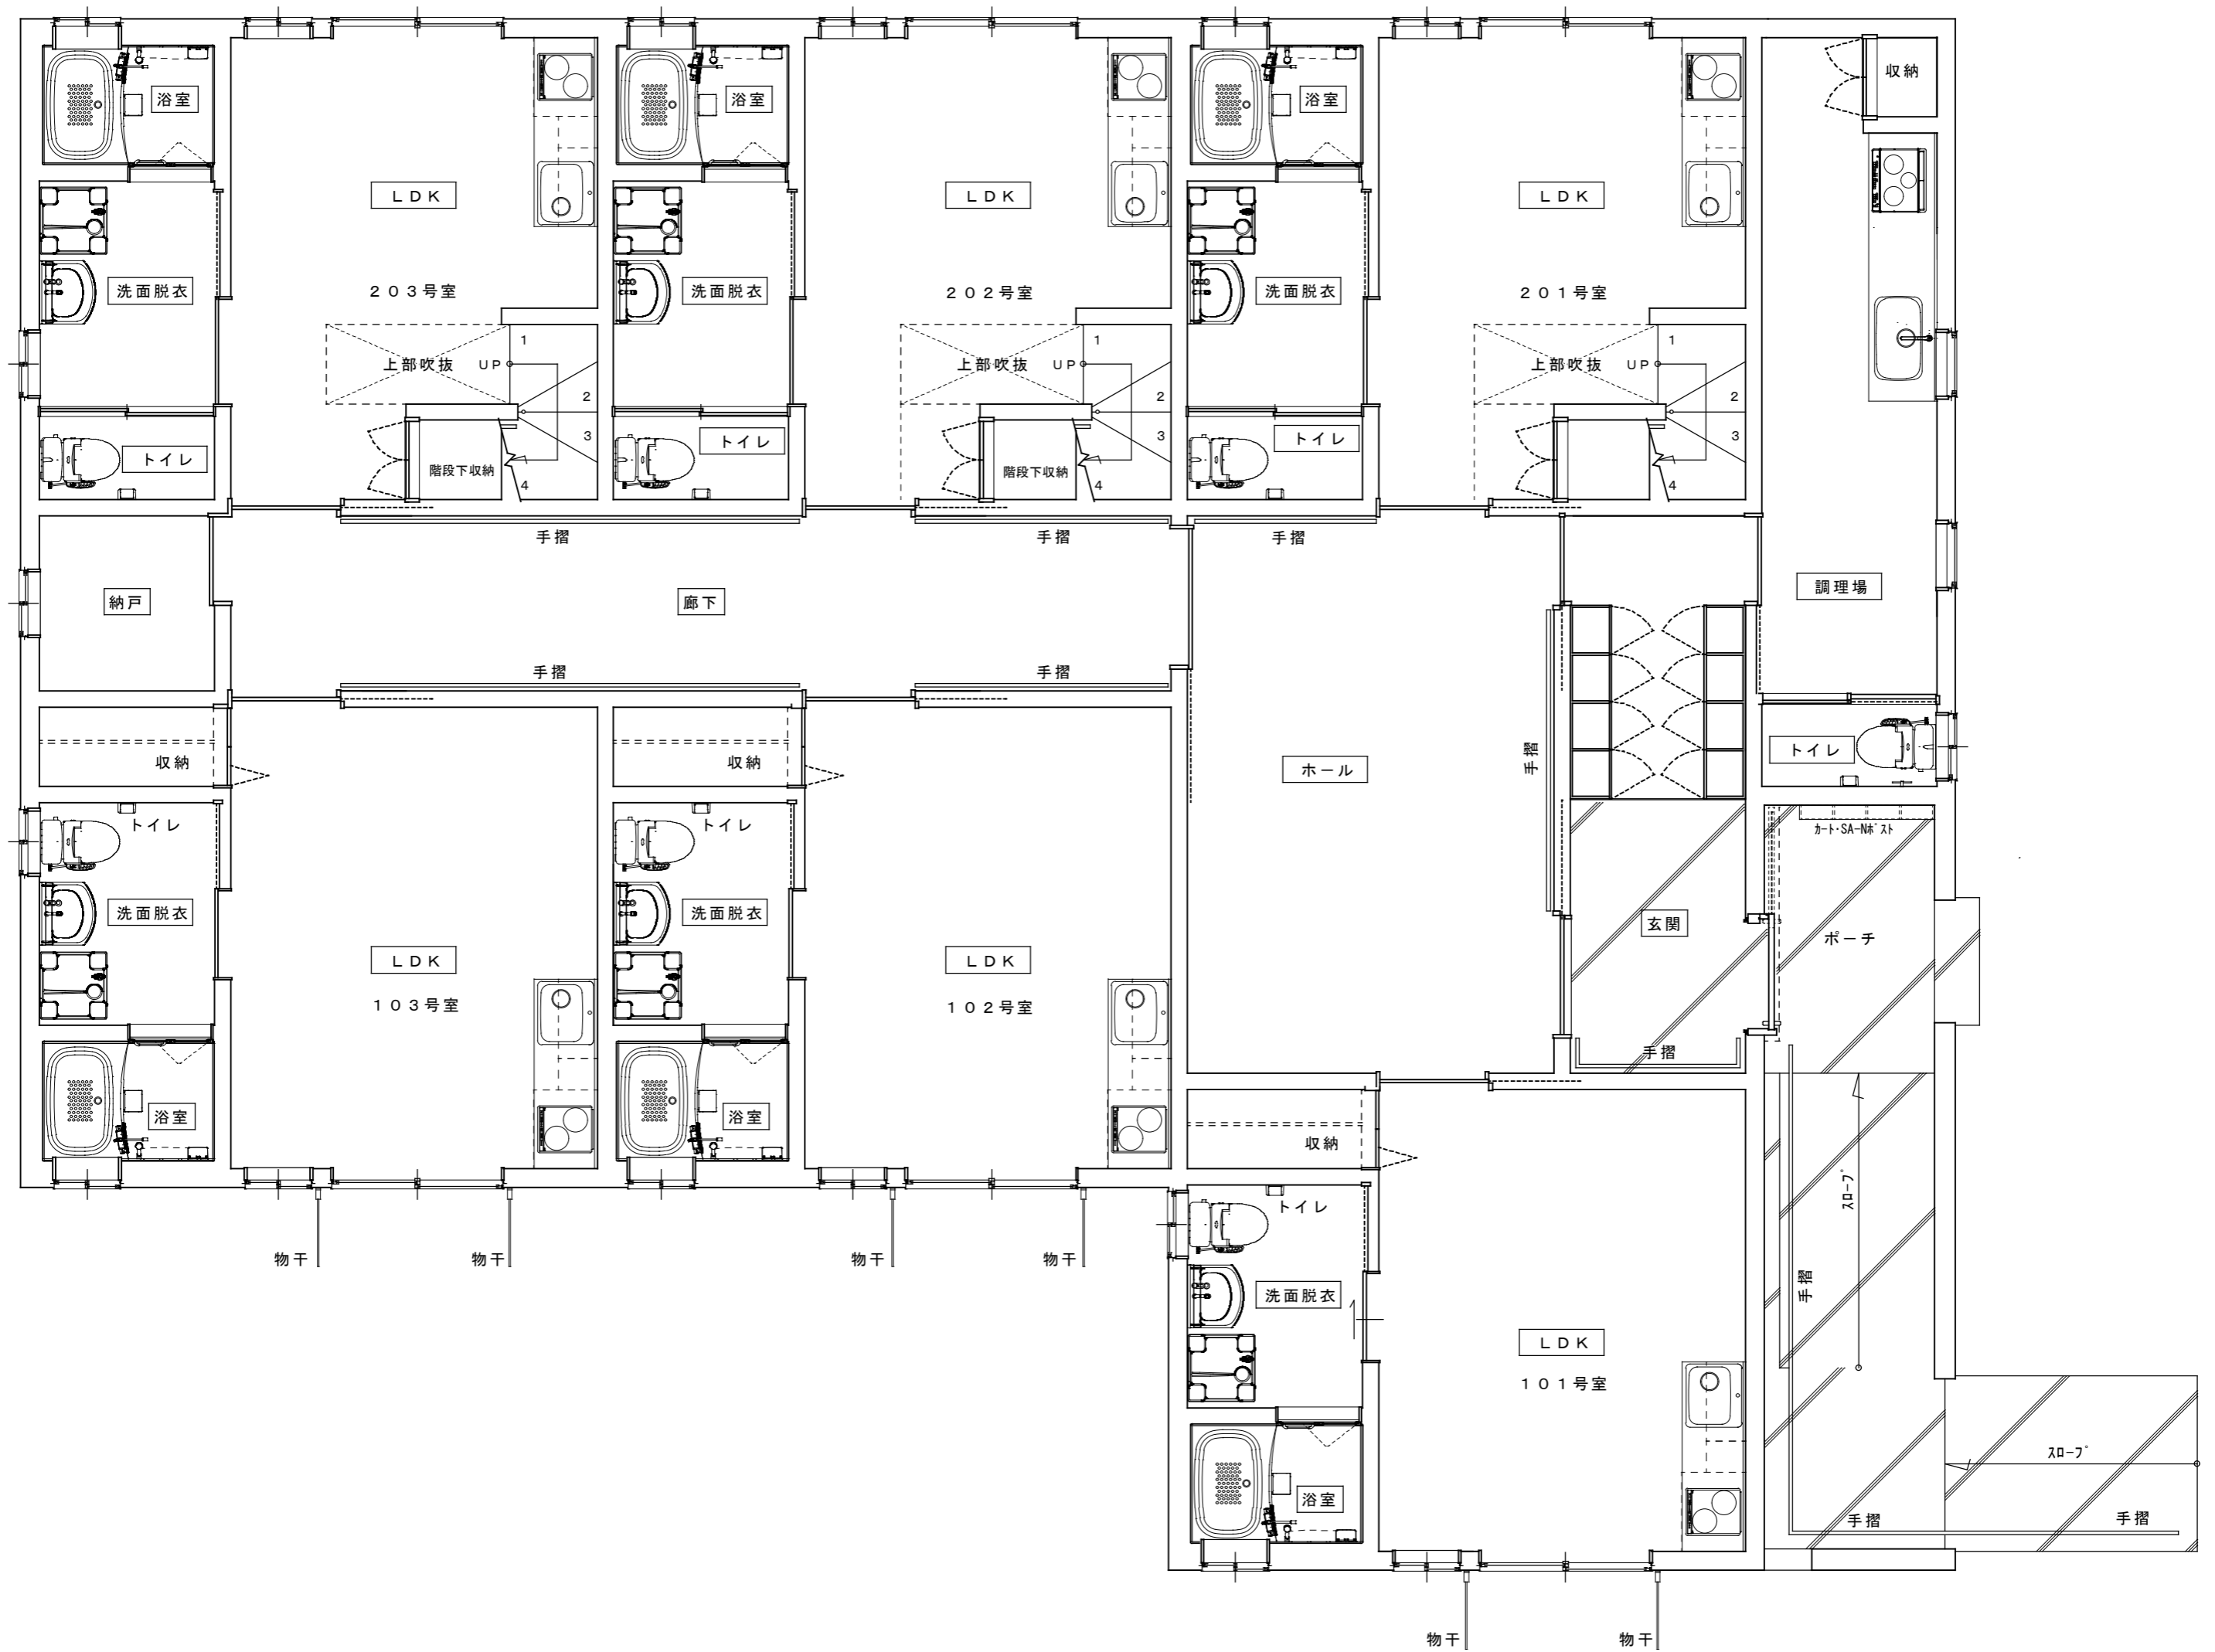 収納
浴室
浴室
浴室
LDK
LDK
LDK
洗面脱衣
203号室
洗面脱衣
202号室
洗面脱衣
201号室
1
1
1
上部吹抜
UP
上部吹抜
UP
上部吹抜
UP
2
2
2
3
3
3
トイレ
トイレ
トイレ
階段下収納
階段下収納
4
4
4
手摺
手摺
手摺
納戸
廊下
調理場
手摺
手摺
収納
収納
手摺
ホール
トイレ
トイレ
トイレ
カート・SA-Nポスト
洗面脱衣
洗面脱衣
玄関
ポーチ
LDK
LDK
103号室
102号室
手摺
浴室
浴室
収納
スロープ
トイレ
物干
物干
物干
物干
手摺
洗面脱衣
LDK
101号室
スロープ
浴室
手摺
手摺
物干
物干